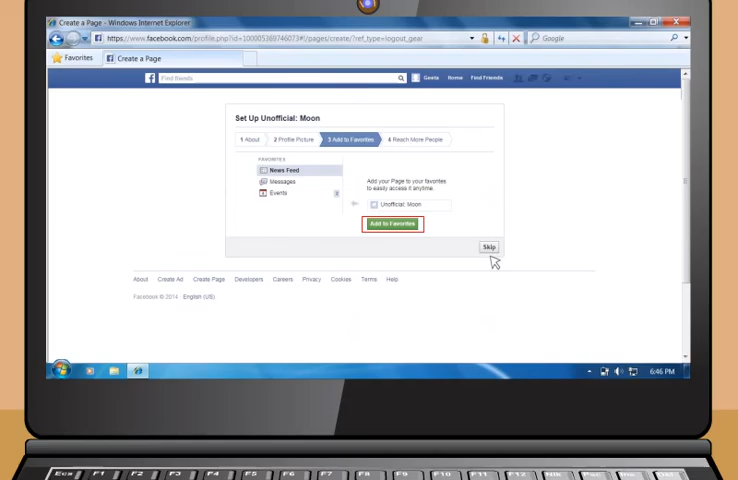 Create a Page - Windows Internet Explorer
https://www.facebook.com/profile.php?id=100005389746073#!/pages/create/?ref_type=logout_gear
Google
Favorites
Create a Page
Find friends
Geeta Home Find Friends
Set Up Unofficial: Moon
1 About 2 Profile Picture 3 Add to Favorites 4 Reach More People
FAVORITES
News Feed
Messages
Events
Add your Page to your favorites
to easily access it anytime.
Unofficial: Moon
Add to Favorites
Skip
About Create Ad Create Page Developers Careers Privacy Cookies Terms Help
Facebook © 2014 English (US)
6:46 PM
Esc F1 F2 F3 F4 F5 F6 F7 F8 F9 F10 F11 F12